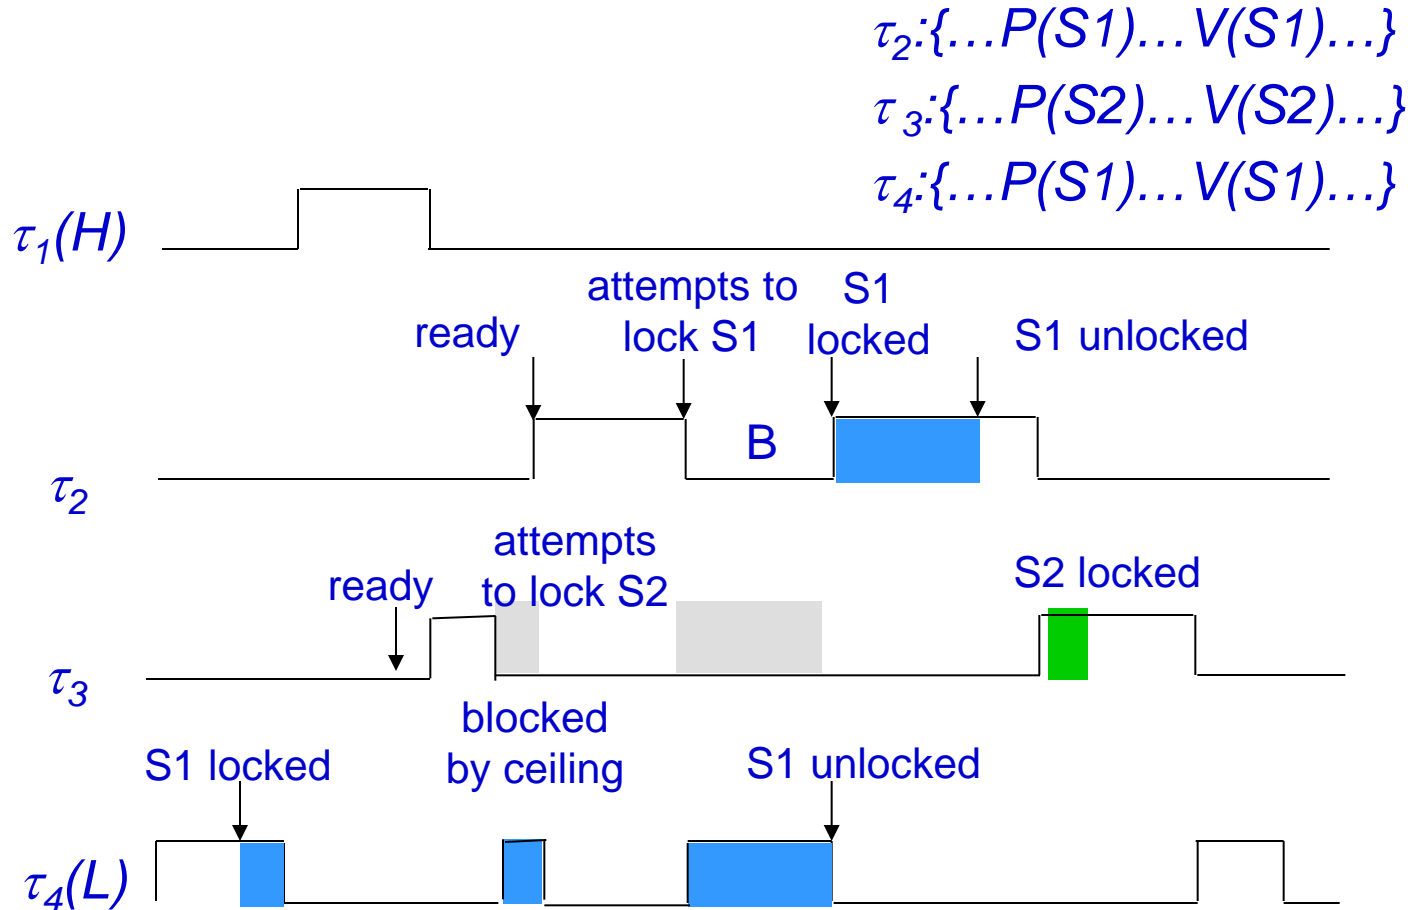 τ2:{…P(S1)…V(S1)…}
τ3:{…P(S2)…V(S2)…}
τ4:{…P(S1)…V(S1)…}
τ1(H)
attempts to
lock S1
S1
locked
ready
S1 unlocked
B
τ2
attempts
to lock S2
ready
S2 locked
τ3
blocked
by ceiling
S1 locked
S1 unlocked
τ4(L)